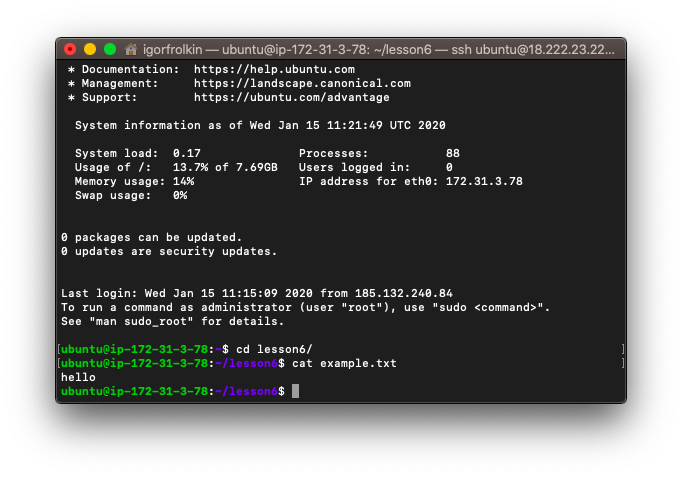 igorfrolkin — ubuntu@ip-172-31-3-78: ~/lesson6 — ssh ubuntu@18.222.23.22...
* Documentation:  https://help.ubuntu.com
* Management:     https://landscape.canonical.com
* Support:        https://ubuntu.com/advantage
System information as of Wed Jan 15 11:21:49 UTC 2020
System load:  0.17              Processes:           88
Usage of /:   13.7% of 7.69GB   Users logged in:     0
Memory usage: 14%               IP address for eth0: 172.31.3.78
Swap usage:   0%
0 packages can be updated.
0 updates are security updates.
Last login: Wed Jan 15 11:15:09 2020 from 185.132.240.84
To run a command as administrator (user "root"), use "sudo <command>".
See "man sudo_root" for details.
[ubuntu@ip-172-31-3-78:~$ cd lesson6/ ]
[ubuntu@ip-172-31-3-78:~/lesson6$ cat example.txt ]
hello
ubuntu@ip-172-31-3-78:~/lesson6$